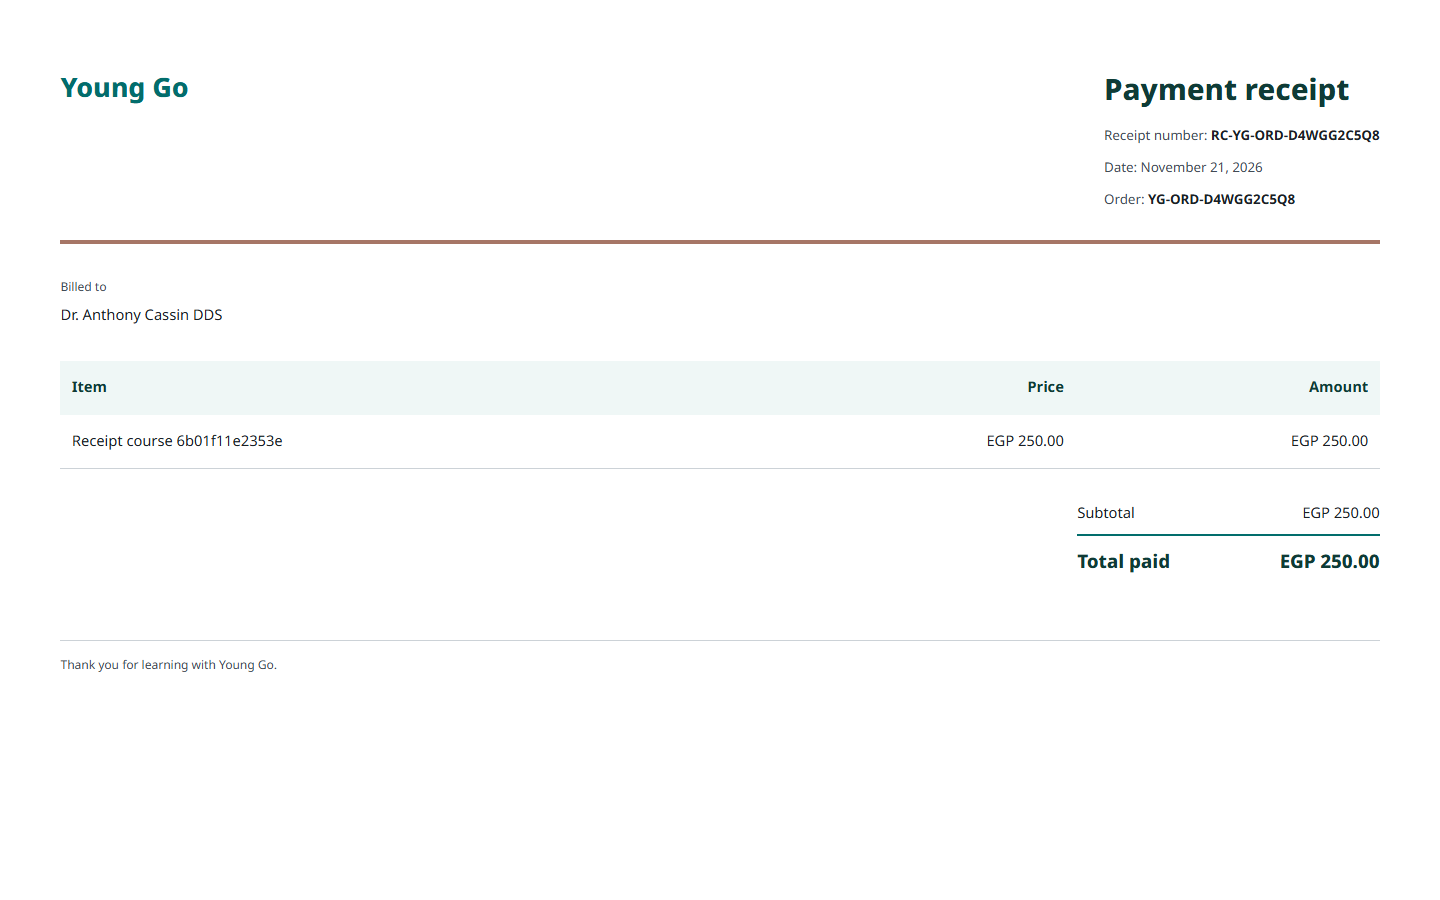 Young Go
Payment receipt
Receipt number: RC-YG-ORD-D4WGG2C5Q8
Date: November 21, 2026
Order: YG-ORD-D4WGG2C5Q8
Billed to
Dr. Anthony Cassin DDS
Item Price Amount
Receipt course 6b01f11e2353e EGP 250.00 EGP 250.00
Subtotal EGP 250.00
Total paid EGP 250.00
Thank you for learning with Young Go.